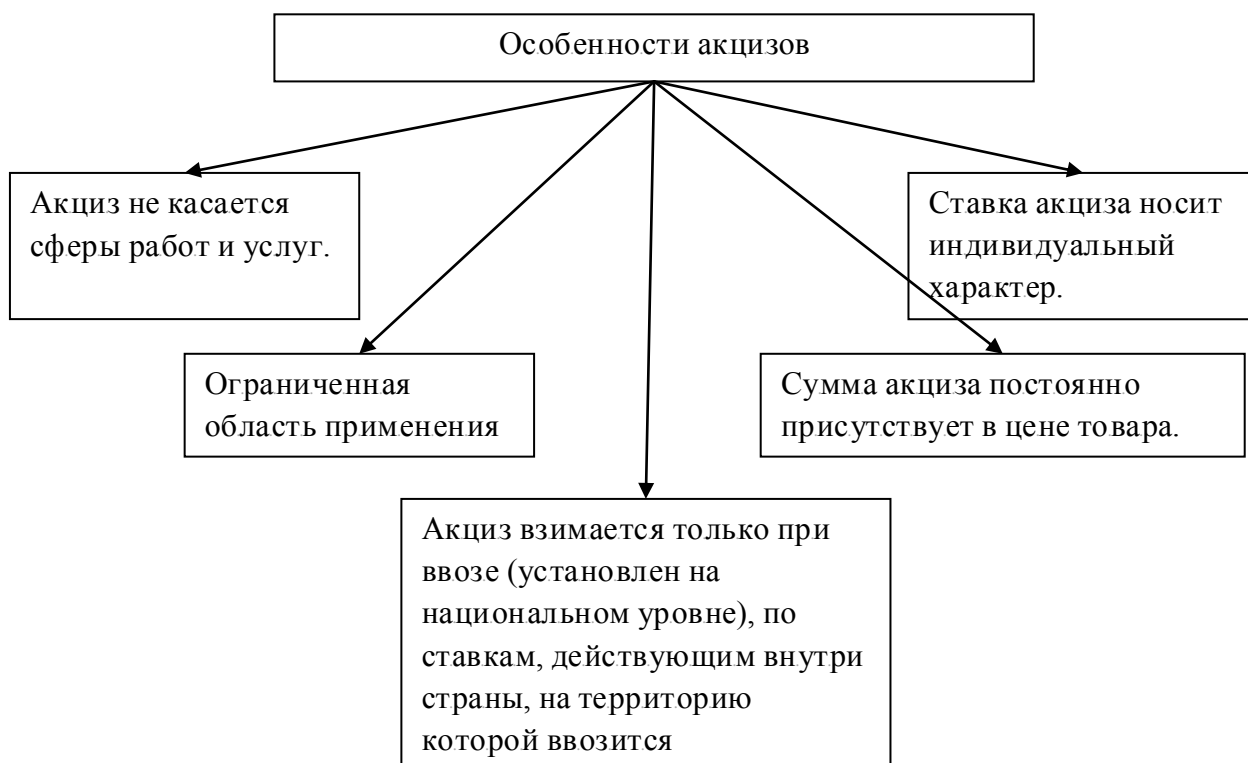 Особенности акцизов
Акциз не касается
сферы работ и услуг.
Ставка акциза носит
индивидуальный
характер.
Ограниченная
область применения
Сумма акциза постоянно
присутствует в цене товара.
Акциз взимается только при
ввозе (установлен на
национальном уровне), по
ставкам, действующим внутри
страны, на территорию
которой ввозится